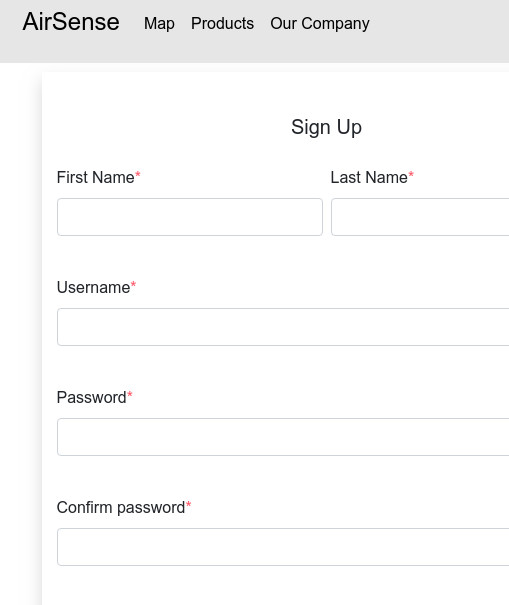 AirSense Map Products Our Company
Sign Up
First Name* Last Name*
Username*
Password*
Confirm password*